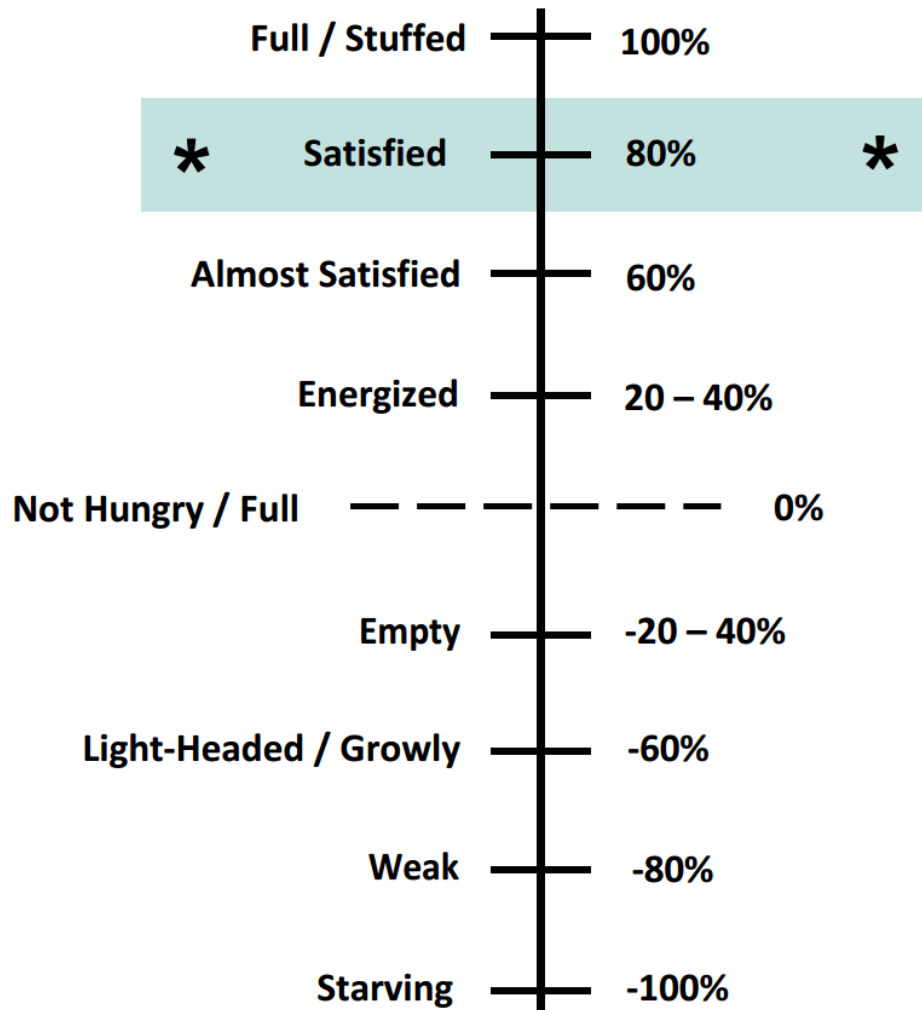 Full / Stuffed 100%
* Satisfied 80% *
Almost Satisfied 60%
Energized 20 – 40%
Not Hungry / Full 0%
Empty -20 – 40%
Light-Headed / Growly -60%
Weak -80%
Starving -100%